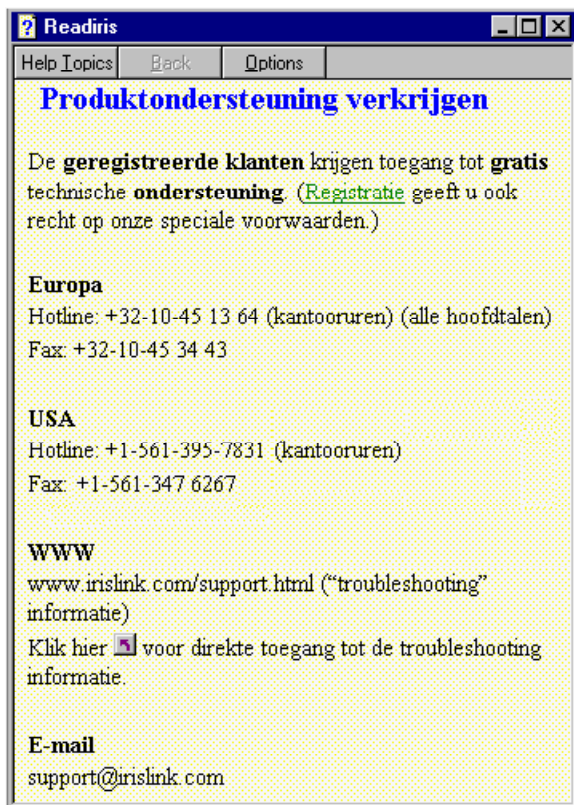 Readiris
Help Topics Back Options
Produktondersteuning verkrijgen
De geregistreerde klanten krijgen toegang tot gratis
technische ondersteuning. (Registratie geeft u ook
recht op onze speciale voorwaarden.)
Europa
Hotline: +32-10-45 13 64 (kantooruren) (alle hoofdtalen)
Fax: +32-10-45 34 43
USA
Hotline: +1-561-395-7831 (kantooruren)
Fax: +1-561-347 6267
WWW
www.irislink.com/support.html (“troubleshooting”
informatie)
Klik hier voor direkte toegang tot de troubleshooting
informatie.
E-mail
support@irislink.com